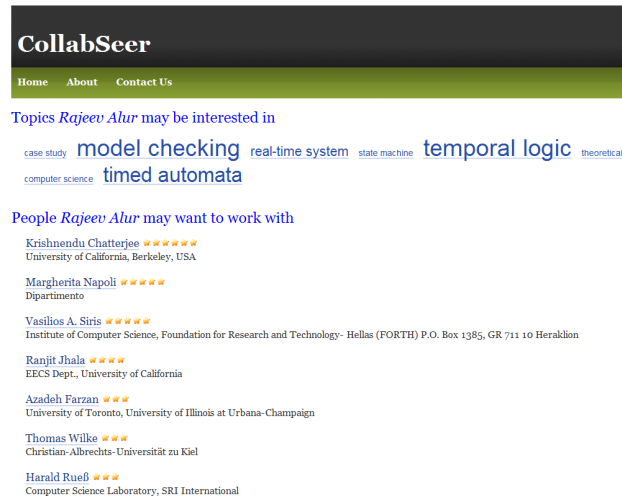 CollabSeer
Home About Contact Us
Topics Rajeev Alur may be interested in
case study model checking real-time system state machine temporal logic theoretical
computer science timed automata
People Rajeev Alur may want to work with
Krishnendu Chatterjee
University of California, Berkeley, USA
Margherita Napoli
Dipartimento
Vasilios A. Siris
Institute of Computer Science, Foundation for Research and Technology- Hellas (FORTH) P.O. Box 1385, GR 711 10 Heraklion
Ranjit Jhala
EECS Dept., University of California
Azadeh Farzan
University of Toronto, University of Illinois at Urbana-Champaign
Thomas Wilke
Christian-Albrechts-Universität zu Kiel
Harald Rueß
Computer Science Laboratory, SRI International